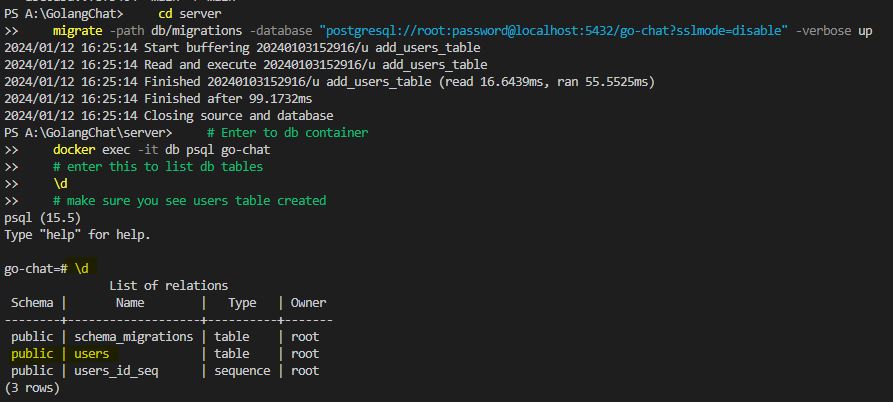 PS A:\GolangChat>     cd server
>>     migrate -path db/migrations -database "postgresql://root:password@localhost:5432/go-chat?sslmode=disable" -verbose up
2024/01/12 16:25:14 Start buffering 20240103152916/u add_users_table
2024/01/12 16:25:14 Read and execute 20240103152916/u add_users_table
2024/01/12 16:25:14 Finished 20240103152916/u add_users_table (read 16.6439ms, ran 55.5525ms)
2024/01/12 16:25:14 Finished after 99.1732ms
2024/01/12 16:25:14 Closing source and database
PS A:\GolangChat\server>     # Enter to db container
>>     docker exec -it db psql go-chat
>>     # enter this to list db tables
>>     \d
>>     # make sure you see users table created
psql (15.5)
Type "help" for help.

go-chat=# \d
              List of relations
 Schema |       Name        |   Type   | Owner
--------+-------------------+----------+-------
 public | schema_migrations | table    | root
 public | users             | table    | root
 public | users_id_seq      | sequence | root
(3 rows)